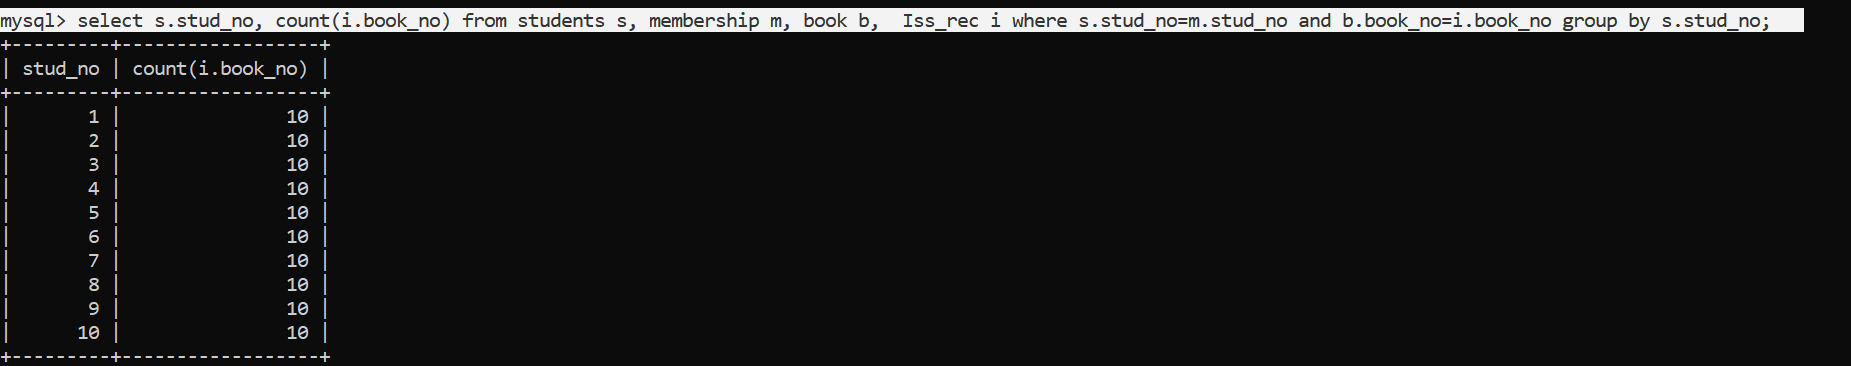 mysql> select s.stud_no, count(i.book_no) from students s, membership m, book b,  Iss_rec i where s.stud_no=m.stud_no and b.book_no=i.book_no group by s.stud_no;
+---------+------------------+
| stud_no | count(i.book_no) |
+---------+------------------+
|       1 |               10 |
|       2 |               10 |
|       3 |               10 |
|       4 |               10 |
|       5 |               10 |
|       6 |               10 |
|       7 |               10 |
|       8 |               10 |
|       9 |               10 |
|      10 |               10 |
+---------+------------------+